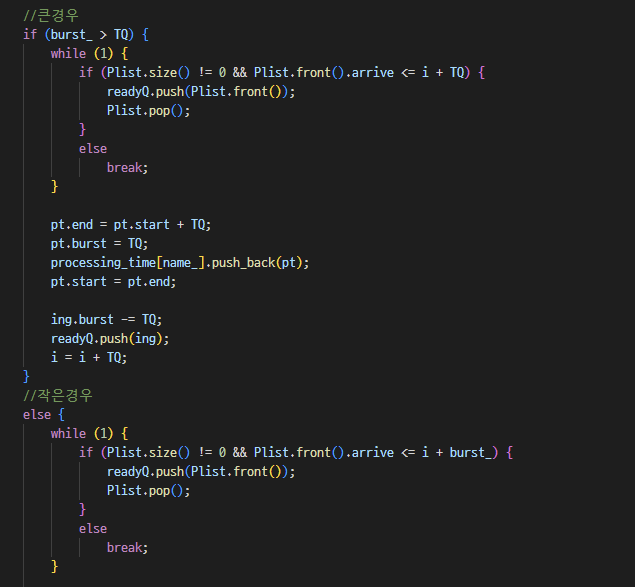 //큰경우
if (burst_ > TQ) {
while (1) {
if (Plist.size() != 0 && Plist.front().arrive <= i + TQ) {
readyQ.push(Plist.front());
Plist.pop();
}
else
break;
}
pt.end = pt.start + TQ;
pt.burst = TQ;
processing_time[name_].push_back(pt);
pt.start = pt.end;
ing.burst -= TQ;
readyQ.push(ing);
i = i + TQ;
}
//작은경우
else {
while (1) {
if (Plist.size() != 0 && Plist.front().arrive <= i + burst_) {
readyQ.push(Plist.front());
Plist.pop();
}
else
break;
}